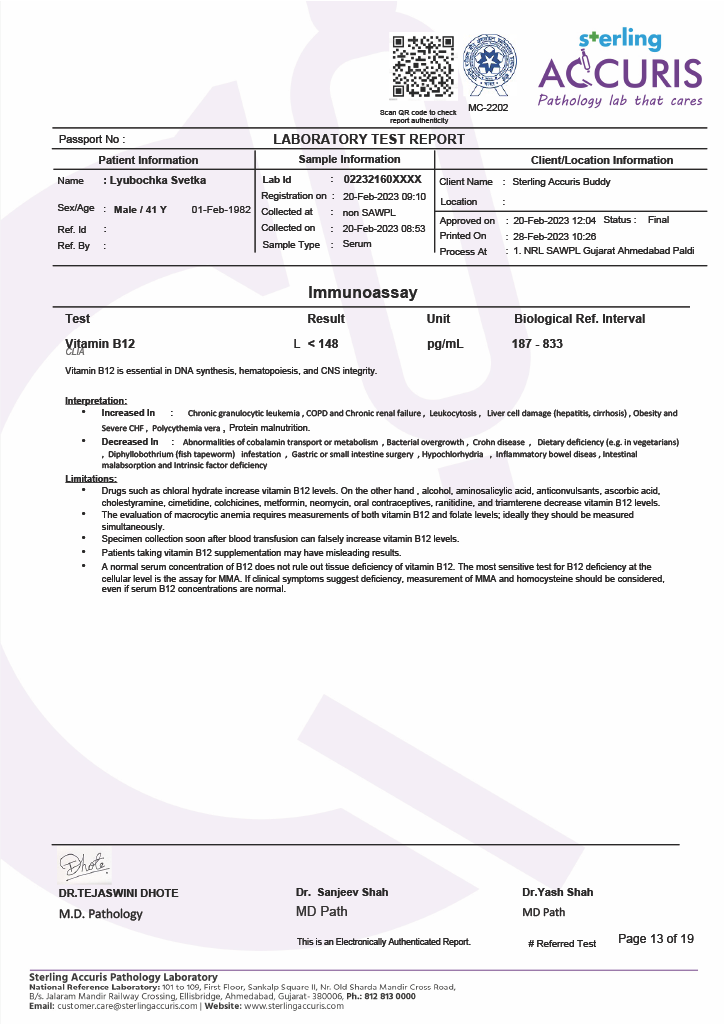 sterling
ACCURIS
Pathology lab that cares
Scan QR code to check
report authenticity
MC-2202
Passport No :
LABORATORY TEST REPORT
Patient Information
Sample Information
Client/Location Information
Name : Lyubochka Svetka
Lab Id : 02232160XXXX
Client Name : Sterling Accuris Buddy
Registration on : 20-Feb-2023 09:10
Location :
Sex/Age : Male / 41 Y 01-Feb-1982
Collected at : non SAWPL
Approved on : 20-Feb-2023 12:04 Status : Final
Ref. Id :
Collected on : 20-Feb-2023 08:53
Printed On : 28-Feb-2023 10:26
Ref. By :
Sample Type : Serum
Process At : 1. NRL SAWPL Gujarat Ahmedabad Paldi
Immunoassay
Test Result Unit Biological Ref. Interval
Vitamin B12 L < 148 pg/mL 187 - 833
CLIA
Vitamin B12 is essential in DNA synthesis, hematopoiesis, and CNS integrity.
Interpretation:
• Increased In : Chronic granulocytic leukemia , COPD and Chronic renal failure , Leukocytosis , Liver cell damage (hepatitis, cirrhosis) , Obesity and
Severe CHF , Polycythemia vera , Protein malnutrition.
• Decreased In : Abnormalities of cobalamin transport or metabolism , Bacterial overgrowth , Crohn disease , Dietary deficiency (e.g. in vegetarians)
, Diphyllobothrium (fish tapeworm) infestation , Gastric or small intestine surgery , Hypochlorhydria , Inflammatory bowel diseas , Intestinal
malabsorption and Intrinsic factor deficiency
Limitations:
• Drugs such as chloral hydrate increase vitamin B12 levels. On the other hand , alcohol, aminosalicylic acid, anticonvulsants, ascorbic acid,
cholestyramine, cimetidine, colchicines, metformin, neomycin, oral contraceptives, ranitidine, and triamterene decrease vitamin B12 levels.
• The evaluation of macrocytic anemia requires measurements of both vitamin B12 and folate levels; ideally they should be measured
simultaneously.
• Specimen collection soon after blood transfusion can falsely increase vitamin B12 levels.
• Patients taking vitamin B12 supplementation may have misleading results.
• A normal serum concentration of B12 does not rule out tissue deficiency of vitamin B12. The most sensitive test for B12 deficiency at the
cellular level is the assay for MMA. If clinical symptoms suggest deficiency, measurement of MMA and homocysteine should be considered,
even if serum B12 concentrations are normal.
Dhote
DR.TEJASWINI DHOTE
Dr. Sanjeev Shah
Dr.Yash Shah
M.D. Pathology
MD Path
MD Path
This is an Electronically Authenticated Report.
# Referred Test
Page 13 of 19
Sterling Accuris Pathology Laboratory
National Reference Laboratory: 101 to 109, First Floor, Sankalp Square II, Nr. Old Sharda Mandir Cross Road,
B/s. Jalaram Mandir Railway Crossing, Ellisbridge, Ahmedabad, Gujarat- 380006, Ph.: 812 813 0000
Email: customer.care@sterlingaccuris.com | Website: www.sterlingaccuris.com